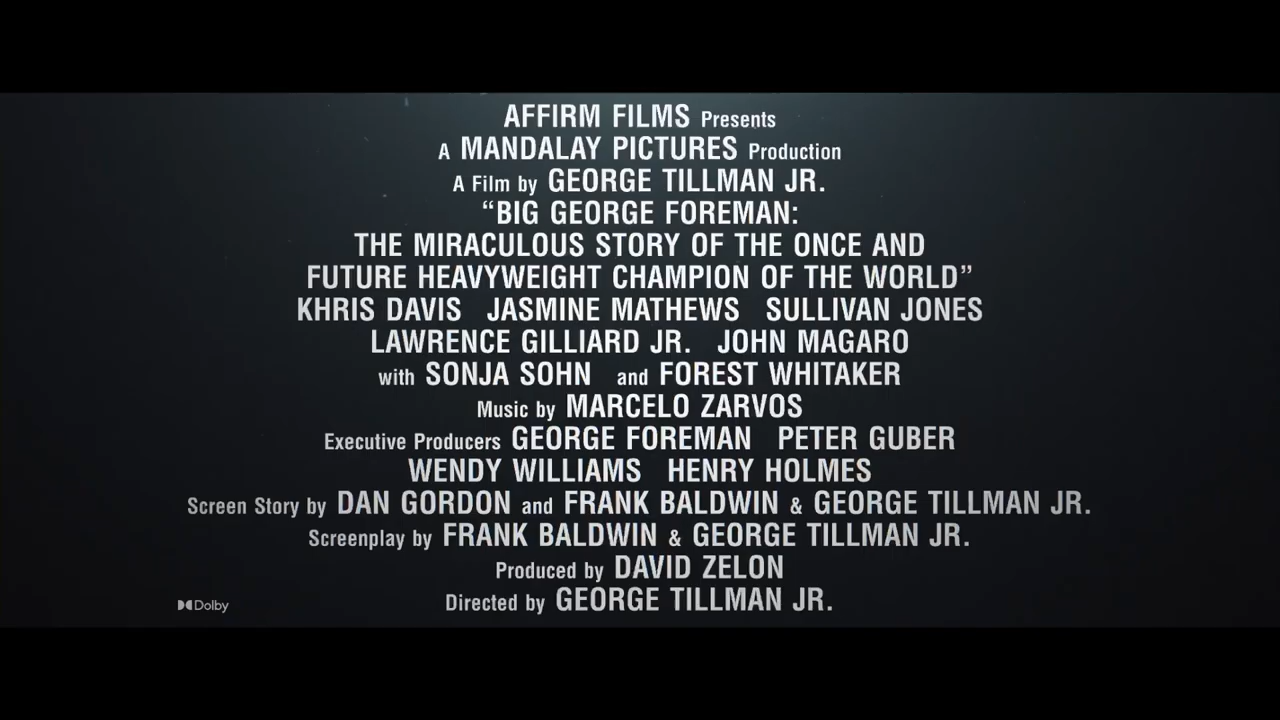 AFFIRM FILMS Presents
A MANDALAY PICTURES Production
A Film by GEORGE TILLMAN JR.
“BIG GEORGE FOREMAN:
THE MIRACULOUS STORY OF THE ONCE AND
FUTURE HEAVYWEIGHT CHAMPION OF THE WORLD”
KHRIS DAVIS JASMINE MATHEWS SULLIVAN JONES
LAWRENCE GILLIARD JR. JOHN MAGARO
with SONJA SOHN and FOREST WHITAKER
Music by MARCELO ZARVOS
Executive Producers GEORGE FOREMAN PETER GUBER
WENDY WILLIAMS HENRY HOLMES
Screen Story by DAN GORDON and FRANK BALDWIN & GEORGE TILLMAN JR.
Screenplay by FRANK BALDWIN & GEORGE TILLMAN JR.
Produced by DAVID ZELON
Directed by GEORGE TILLMAN JR.
Dolby